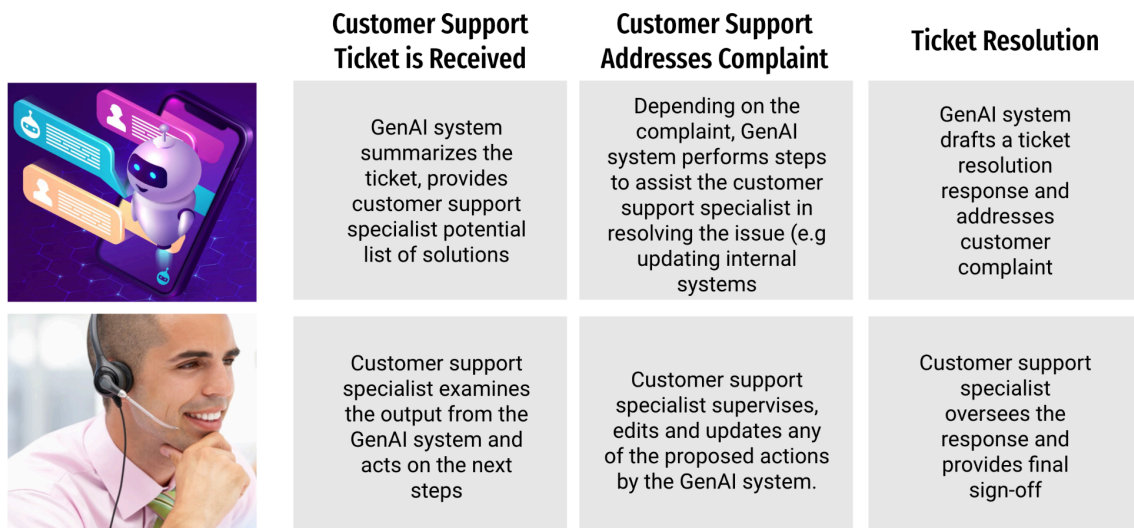 Customer Support
Ticket is Received
Customer Support
Addresses Complaint
Ticket Resolution
GenAI system
summarizes the
ticket, provides
customer support
specialist potential
list of solutions
Depending on the
complaint, GenAI
system performs steps
to assist the customer
support specialist in
resolving the issue (e.g
updating internal
systems
GenAI system
drafts a ticket
resolution
response and
addresses
customer
complaint
Customer support
specialist examines
the output from the
GenAI system and
acts on the next
steps
Customer support
specialist supervises,
edits and updates any
of the proposed actions
by the GenAI system.
Customer support
specialist
oversees the
response and
provides final
sign-off